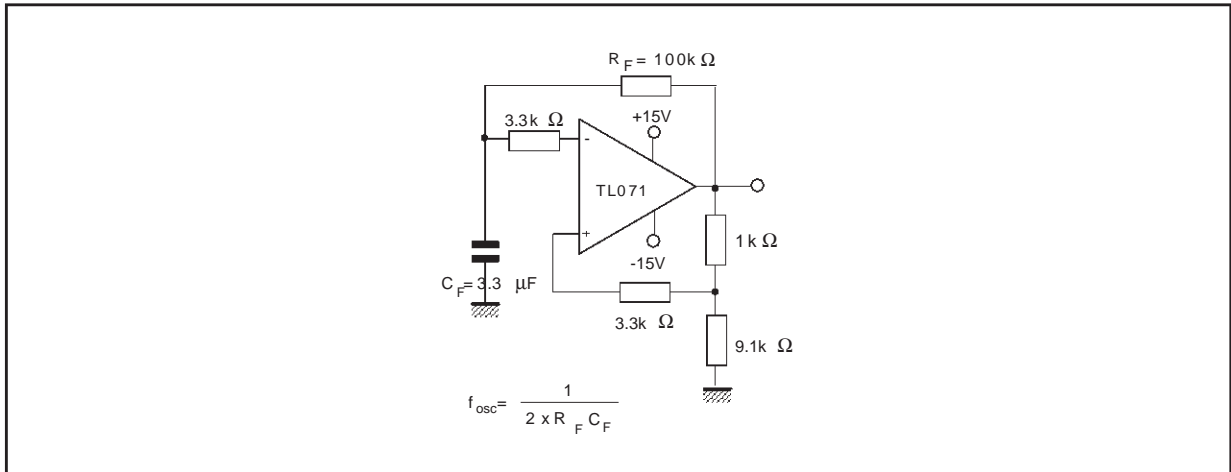 R F = 100k Ω
3.3k Ω
+15V
-
TL071
+
-15V
1k Ω
C F = 3.3 μF
3.3k Ω
9.1k Ω
f osc= 1
2 x R F C F